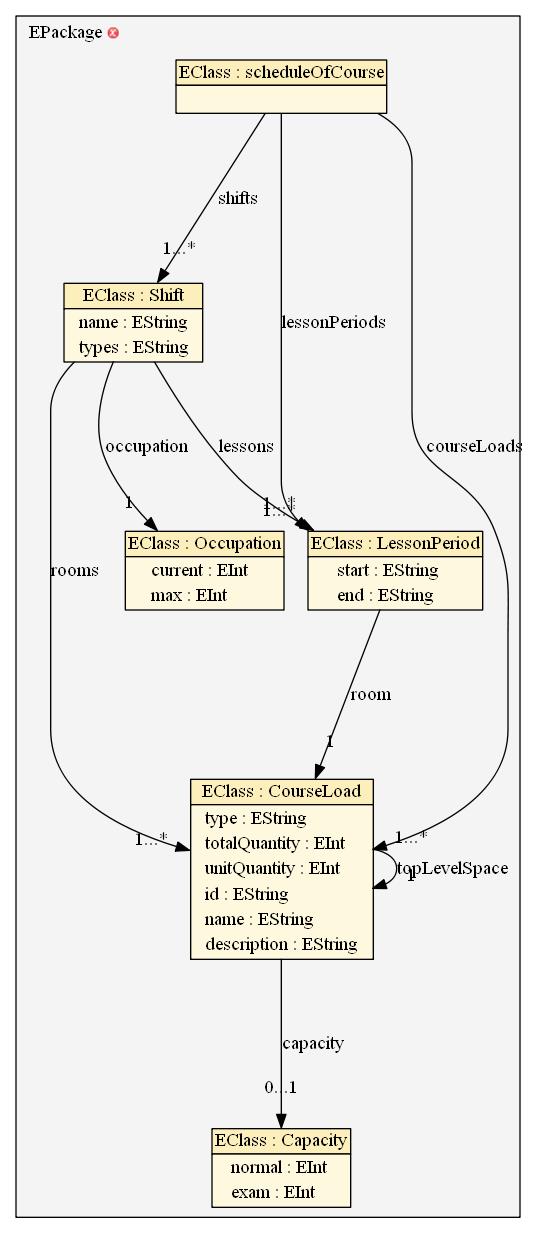 EPackage
EClass : scheduleOfCourse
shifts
1...*
EClass : Shift
name : EString
types : EString
lessonPeriods
occupation
lessons
courseLoads
1
1...*
1...*
EClass : Occupation
current : EInt
max : EInt
EClass : LessonPeriod
start : EString
end : EString
rooms
room
1
EClass : CourseLoad
type : EString
totalQuantity : EInt
unitQuantity : EInt
id : EString
name : EString
description : EString
1...*
1...*
topLevelSpace
1
capacity
0...1
EClass : Capacity
normal : EInt
exam : EInt